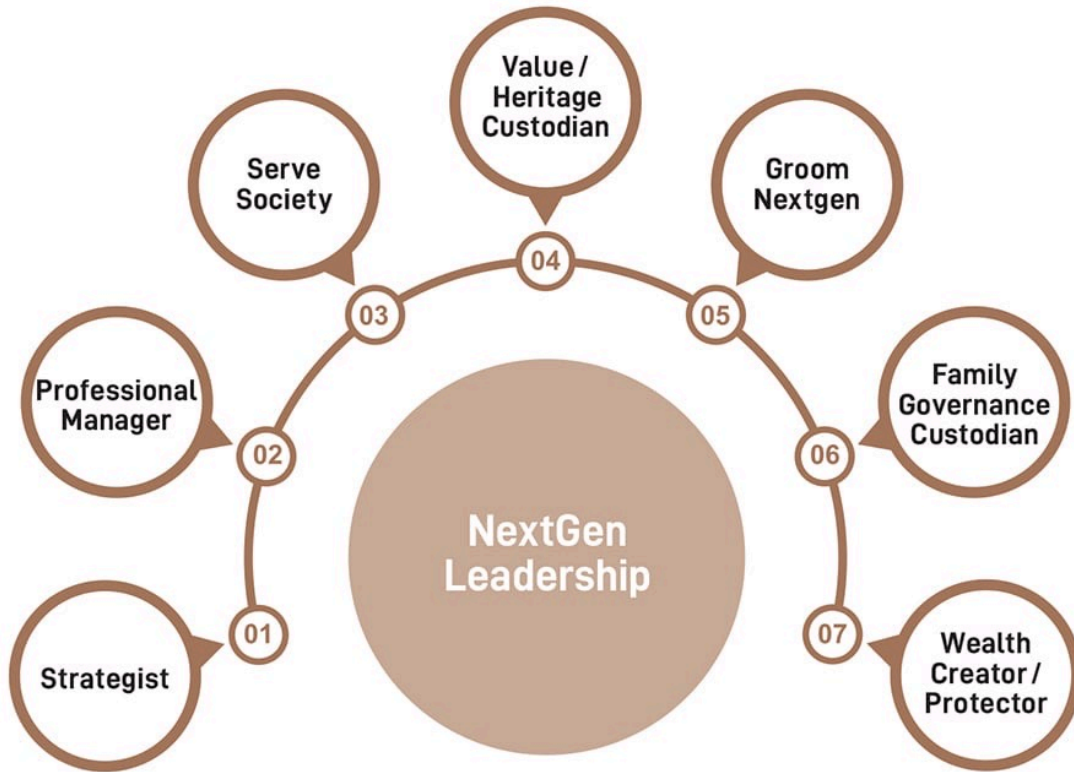 NextGen
Leadership
01
Strategist
02
Professional
Manager
03
Serve
Society
04
Value /
Heritage
Custodian
05
Groom
Nextgen
06
Family
Governance
Custodian
07
Wealth
Creator /
Protector